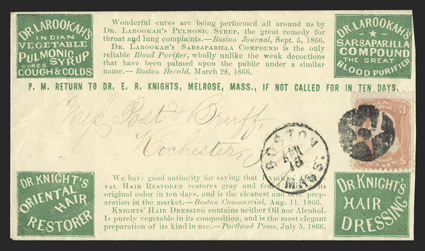 DR. LAROOKAH'S
INDIAN
VEGETABLE
PULMONIC SYRUP
CURES
COUGH & COLDS
Wonderful cures are being performed all around us by
DR. LAROOKAH'S PULMONIC SYRUP, the great remedy for
throat and lung complaints.—Boston Journal, Sept. 5, 1866.
DR. LAROOKAH'S SARSAPARILLA COMPOUND is the only
reliable Blood Purifier, wholly unlike the weak decoctions
that have been palmed upon the public under a similar
name.—Boston Herald, March 28, 1866.
DR. LAROOKAH'S
SARSAPARILLA
COMPOUND
THE GREAT
BLOOD PURIFIER
P. M. RETURN TO DR. E. R. KNIGHTS, MELROSE, MASS., IF NOT CALLED FOR IN TEN DAYS.
Post & Bruff,
Rochester
BOSTON
18
MASS.
3 3
DR KNIGHT'S
ORIENTAL
HAIR
RESTORER
We have good authority for saying that
TAL HAIR RESTORER restores gray and
original color in ten days, and is the cleanest and
aration in the market.—Boston Commercial, Aug. 11, 1866.
KNIGHTS' HAIR DRESSING contains neither Oil nor Alcohol.
Is purely vegetable in its composition, and is the most elegant
preparation of its kind in use.—Portland Press, July 5, 1866.
DR. KNIGHT'S
HAIR
DRESSING